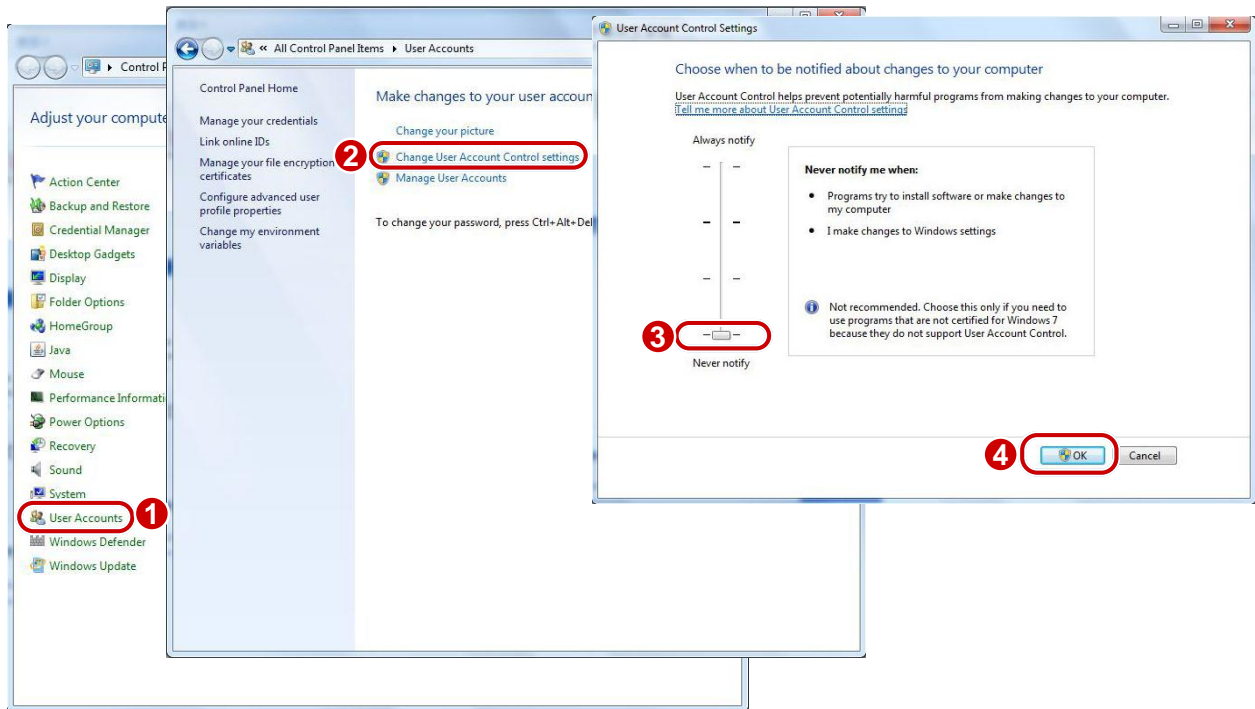 Control P
Adjust your compute
Action Center
Backup and Restore
Credential Manager
Desktop Gadgets
Display
Folder Options
HomeGroup
Java
Mouse
Performance Informati
Power Options
Recovery
Sound
System
User Accounts
1
Windows Defender
Windows Update
« All Control Panel Items ▸ User Accounts
Control Panel Home
Manage your credentials
Link online IDs
Manage your file encryption
certificates
Configure advanced user
profile properties
Change my environment
variables
Make changes to your user accoun
Change your picture
2
Change User Account Control settings
Manage User Accounts
To change your password, press Ctrl+Alt+Del
User Account Control Settings
Choose when to be notified about changes to your computer
User Account Control helps prevent potentially harmful programs from making changes to your computer.
Tell me more about User Account Control settings
Always notify
Never notify me when:
• Programs try to install software or make changes to
my computer
• I make changes to Windows settings
Not recommended. Choose this only if you need to
use programs that are not certified for Windows 7
because they do not support User Account Control.
3
Never notify
4
OK
Cancel